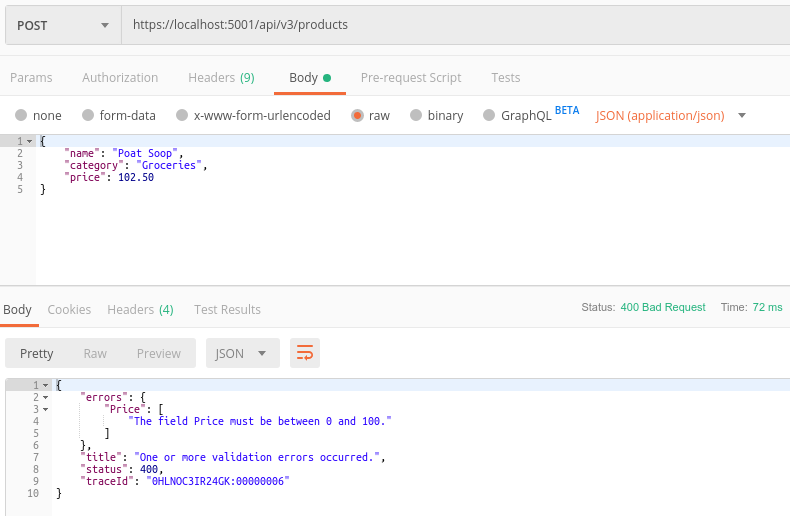 POST https://localhost:5001/api/v3/products
Params Authorization Headers (9) Body Pre-request Script Tests
none form-data x-www-form-urlencoded raw binary GraphQL BETA JSON (application/json)
1 {
2 "name": "Poat Soop",
3 "category": "Groceries",
4 "price": 102.50
5 }
Body Cookies Headers (4) Test Results Status: 400 Bad Request Time: 72 ms
Pretty Raw Preview JSON
1 {
2 "errors": {
3 "Price": [
4 "The field Price must be between 0 and 100."
5 ]
6 },
7 "title": "One or more validation errors occurred.",
8 "status": 400,
9 "traceId": "0HLNOC3IR24GK:00000006"
10 }